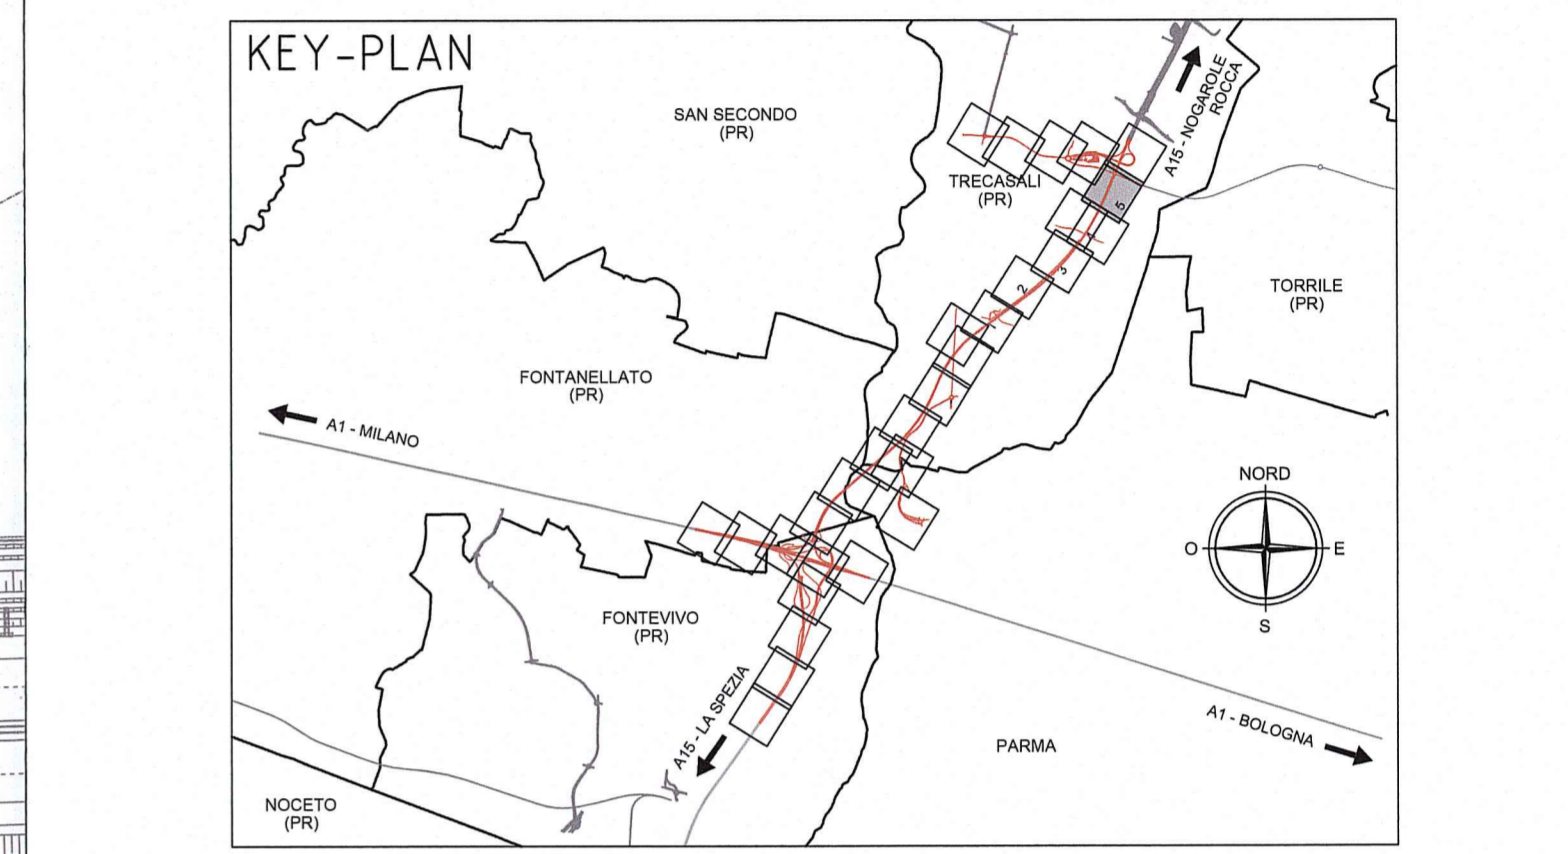 KEY-PLAN
SAN SECONDO
(PR)
A15 - NOGAROLE
ROCCA
TRECASALI
(PR)
5
3
2
TORRILE
(PR)
FONTANELLATO
(PR)
A1 - MILANO
NORD
O
E
S
FONTEVIVO
(PR)
A15 - LA SPEZIA
A1 - BOLOGNA
PARMA
NOCETO
(PR)